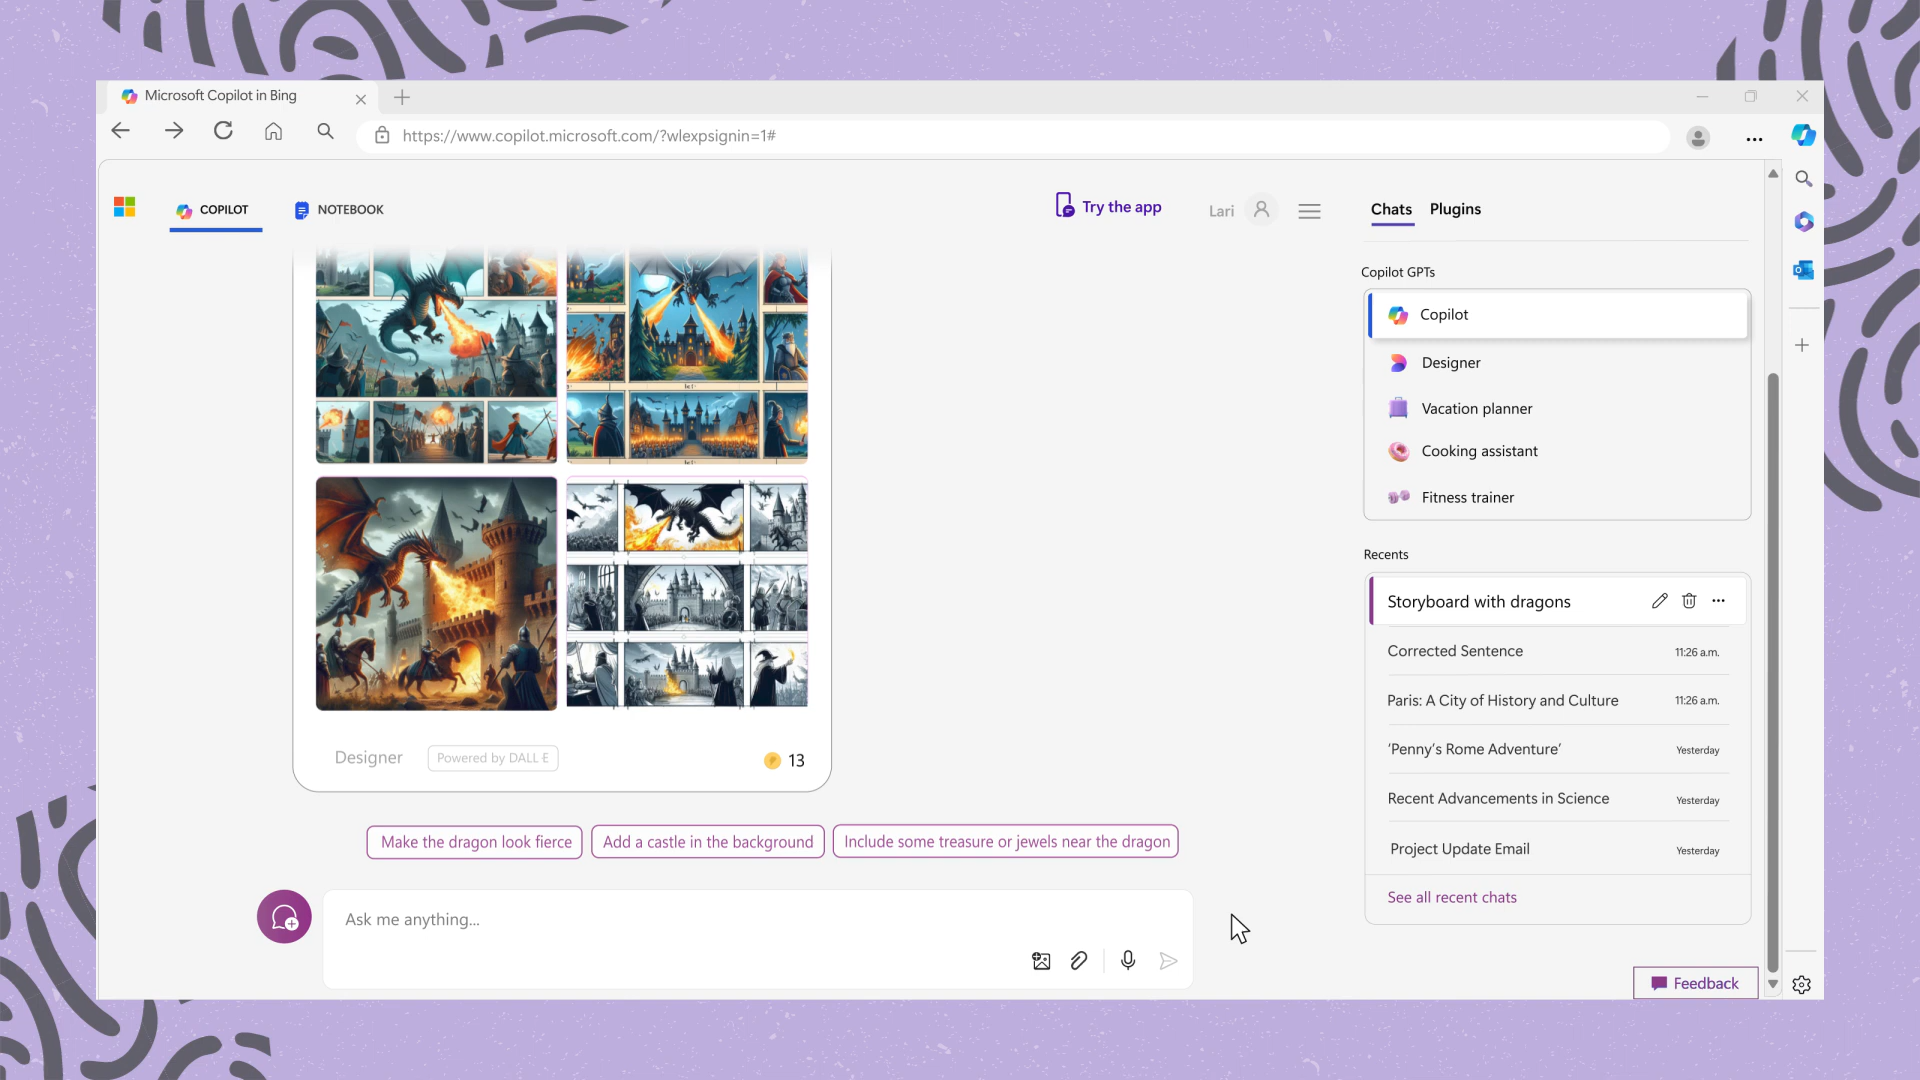 Microsoft Copilot in Bing
https://www.copilot.microsoft.com/?wlexpsignin=1#
COPILOT
NOTEBOOK
Try the app
Lari
Chats
Plugins
Copilot GPTs
Copilot
Designer
Vacation planner
Cooking assistant
Fitness trainer
Recents
Storyboard with dragons
Corrected Sentence
11:26 a.m.
Paris: A City of History and Culture
11:26 a.m.
‘Penny’s Rome Adventure’
Yesterday
Recent Advancements in Science
Yesterday
Project Update Email
Yesterday
See all recent chats
Designer
Powered by DALL E
13
Make the dragon look fierce
Add a castle in the background
Include some treasure or jewels near the dragon
Ask me anything...
Feedback